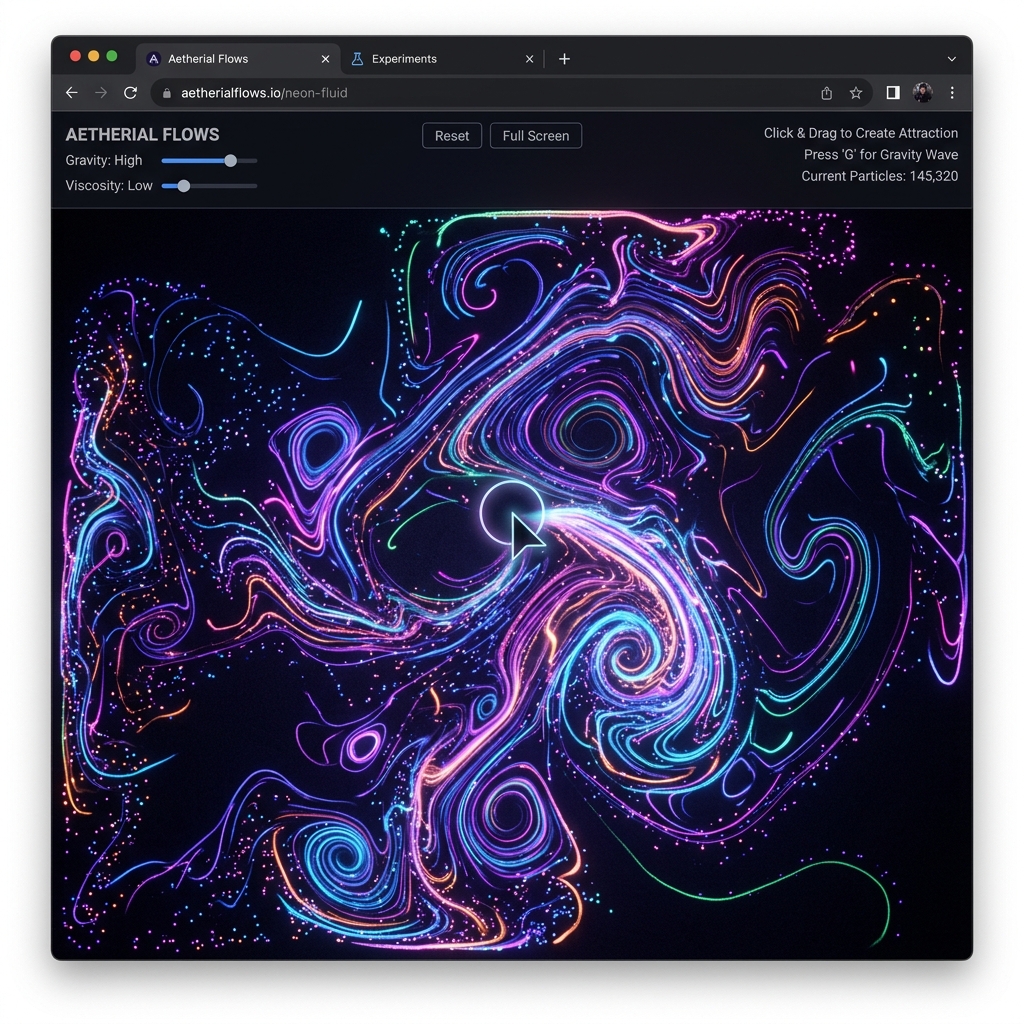 Aetherial Flows
Experiments
aetherialflows.io/neon-fluid
AETHERIAL FLOWS
Gravity: High
Viscosity: Low
Reset
Full Screen
Click & Drag to Create Attraction
Press 'G' for Gravity Wave
Current Particles: 145,320